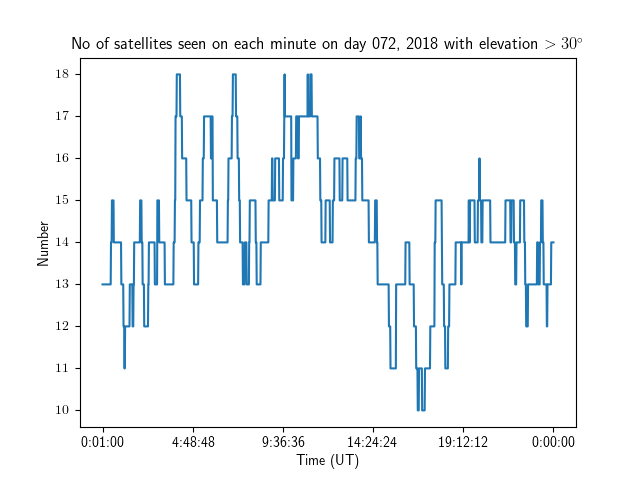 No of satellites seen on each minute on day 072, 2018 with elevation > 30°
18
17
16
15
14
13
12
11
10
Number
0:01:00 4:48:48 9:36:36 14:24:24 19:12:12 0:00:00
Time (UT)